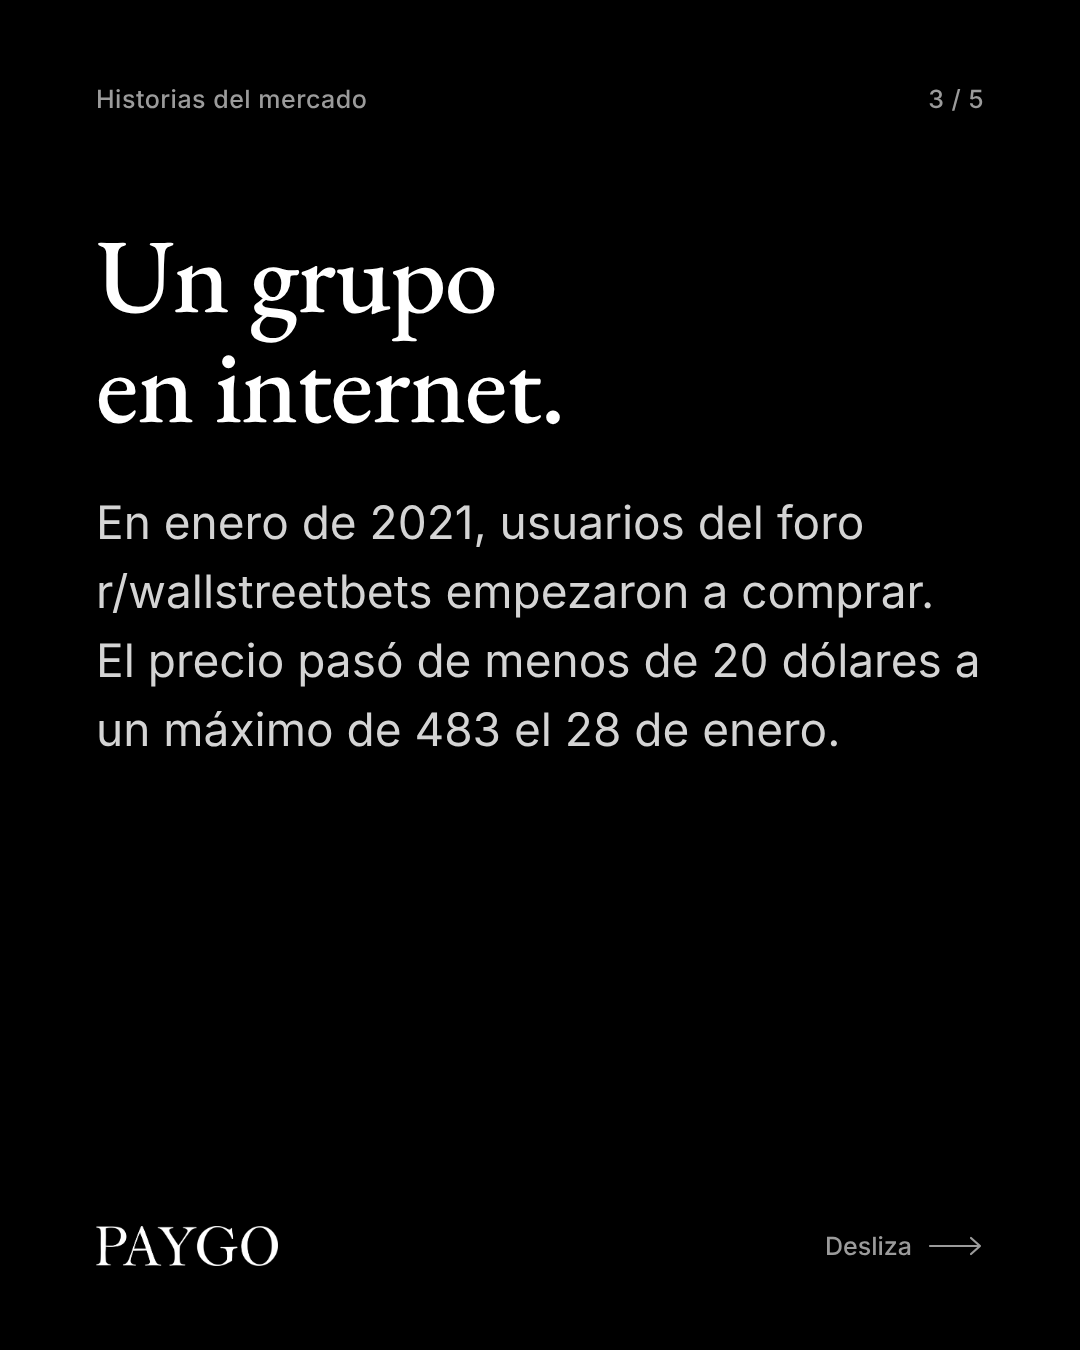 Historias del mercado
3 / 5
Un grupo
en internet.
En enero de 2021, usuarios del foro
r/wallstreetbets empezaron a comprar.
El precio pasó de menos de 20 dólares a
un máximo de 483 el 28 de enero.
PAYGO
Desliza